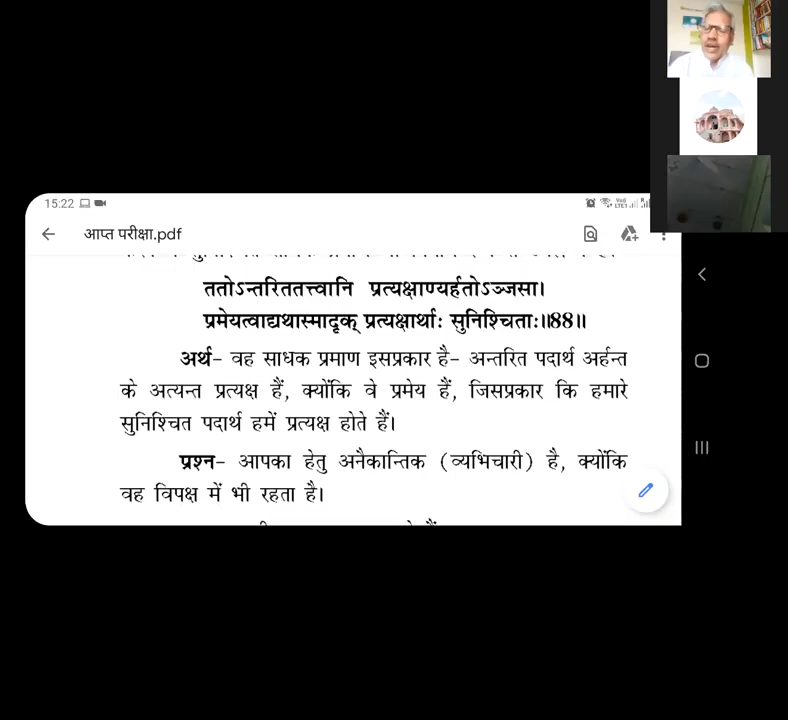 15:22
आप्त परीक्षा.pdf
ततोऽन्तरिततत्त्वानि प्रत्यक्षाण्यर्हतोऽञ्जसा।
प्रमेयत्वाद्यथास्मादृक् प्रत्यक्षार्थाः सुनिश्चिताः॥88॥
अर्थ– वह साधक प्रमाण इसप्रकार है– अन्तरित पदार्थ अर्हन्त
के अत्यन्त प्रत्यक्ष हैं, क्योंकि वे प्रमेय हैं, जिसप्रकार कि हमारे
सुनिश्चित पदार्थ हमें प्रत्यक्ष होते हैं।
प्रश्न– आपका हेतु अनैकान्तिक (व्यभिचारी) है, क्योंकि
वह विपक्ष में भी रहता है।